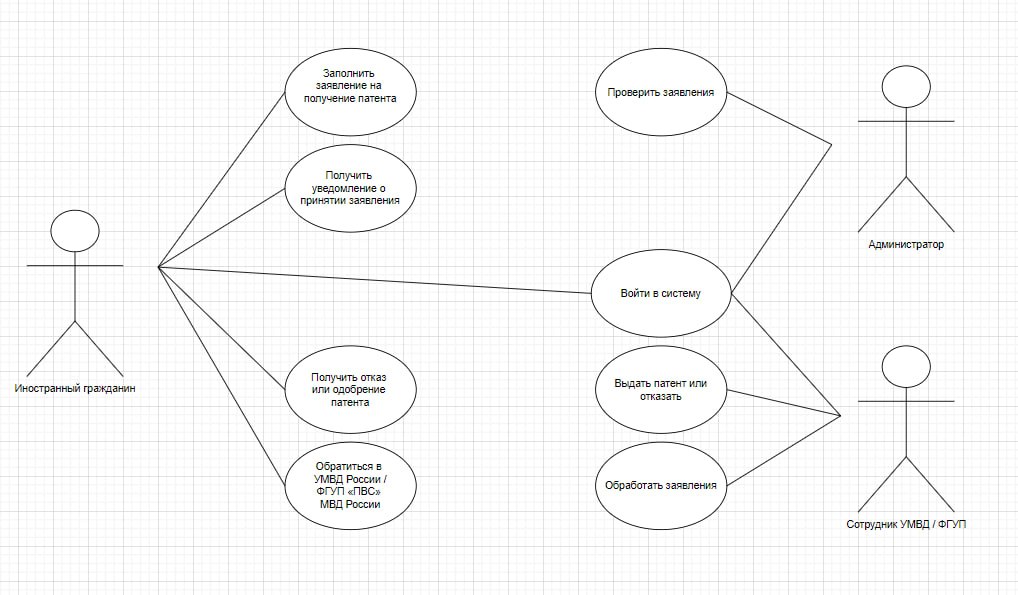 Заполнить
заявление на
получение патента
Проверить заявления
Получить
уведомление о
принятии заявления
Администратор
Войти в систему
Иностранный гражданин
Получить отказ
или одобрение
патента
Выдать патент или
отказать
Обратиться в
УМВД России /
ФГУП «ПВС»
МВД России
Обработать заявления
Сотрудник УМВД / ФГУП